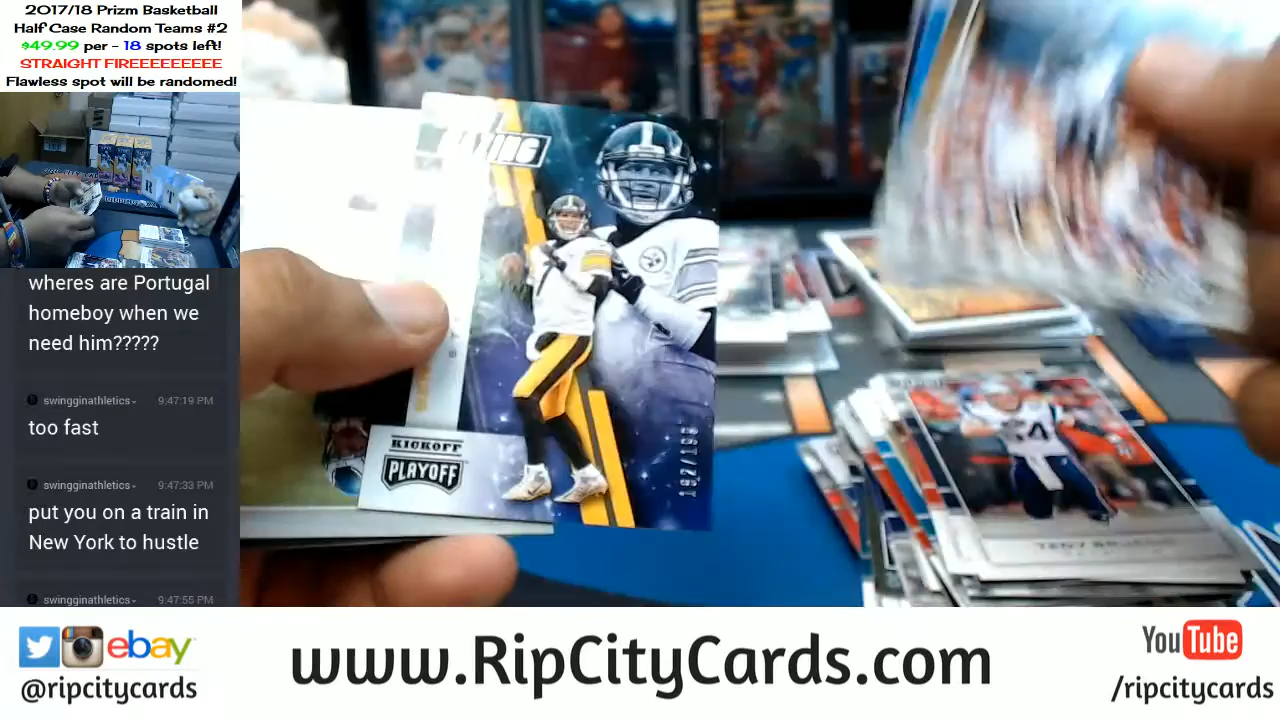 2017/18 Prizm Basketball
Half Case Random Teams #2
$49.99 per - 18 spots left!
STRAIGHT FIREEEEEEEEE
Flawless spot will be randomed!
wheres are Portugal
homeboy when we
need him?????
swingginathletics 9:47:19 PM
too fast
swingginathletics 9:47:33 PM
put you on a train in
New York to hustle
swingginathletics 9:47:55 PM
KICKOFF
PLAYOFF
7
54
ebay
@ripcitycards
www.RipCityCards.com
YouTube
/ripcitycards